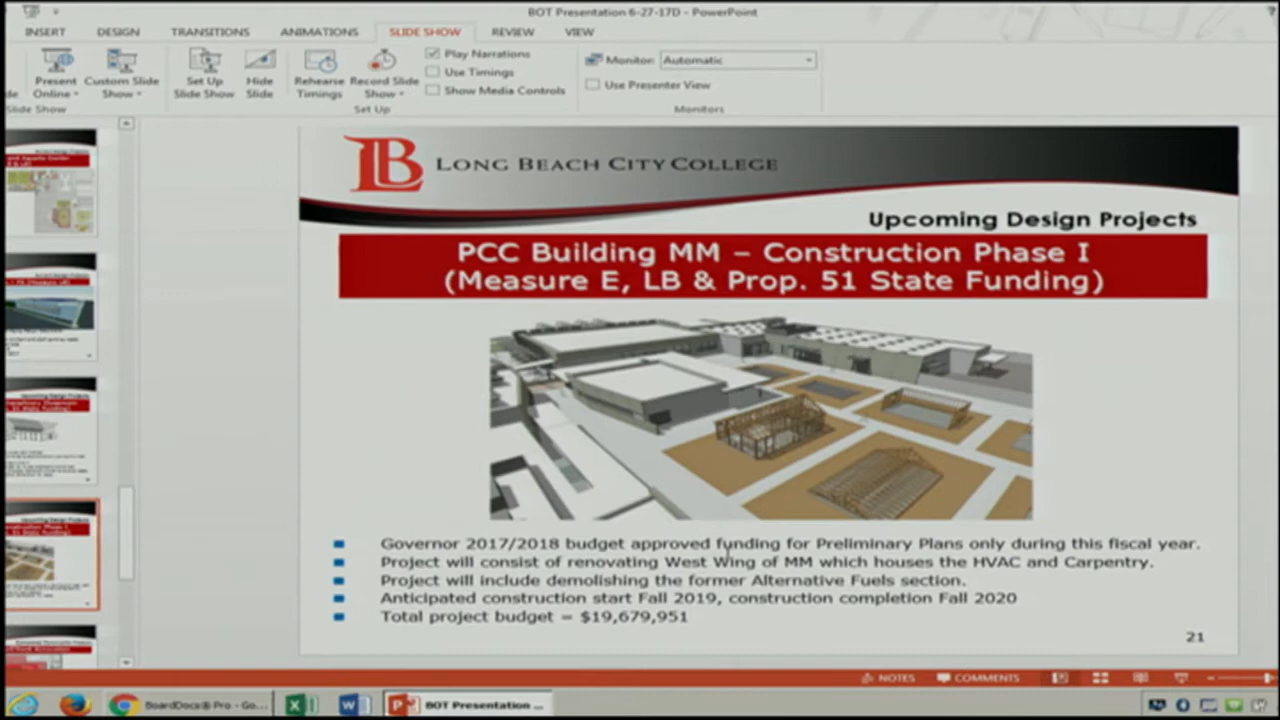 BOT Presentation 6-27-17D - PowerPoint
INSERT DESIGN TRANSITIONS ANIMATIONS SLIDE SHOW REVIEW VIEW
Present Online Custom Slide Show Set Up Slide Show Hide Slide Rehearse Timings Record Slide Show
Play Narrations
Use Timings
Show Media Controls
Monitor: Automatic
Use Presenter View
Slide Show Set Up Monitors
LB LONG BEACH CITY COLLEGE
Upcoming Design Projects
PCC Building MM – Construction Phase I
(Measure E, LB & Prop. 51 State Funding)
Governor 2017/2018 budget approved funding for Preliminary Plans only during this fiscal year.
Project will consist of renovating West Wing of MM which houses the HVAC and Carpentry.
Project will include demolishing the former Alternative Fuels section.
Anticipated construction start Fall 2019, construction completion Fall 2020
Total project budget = $19,679,951
21
NOTES COMMENTS
BoardDocs® Pro - Go... BOT Presentation ...